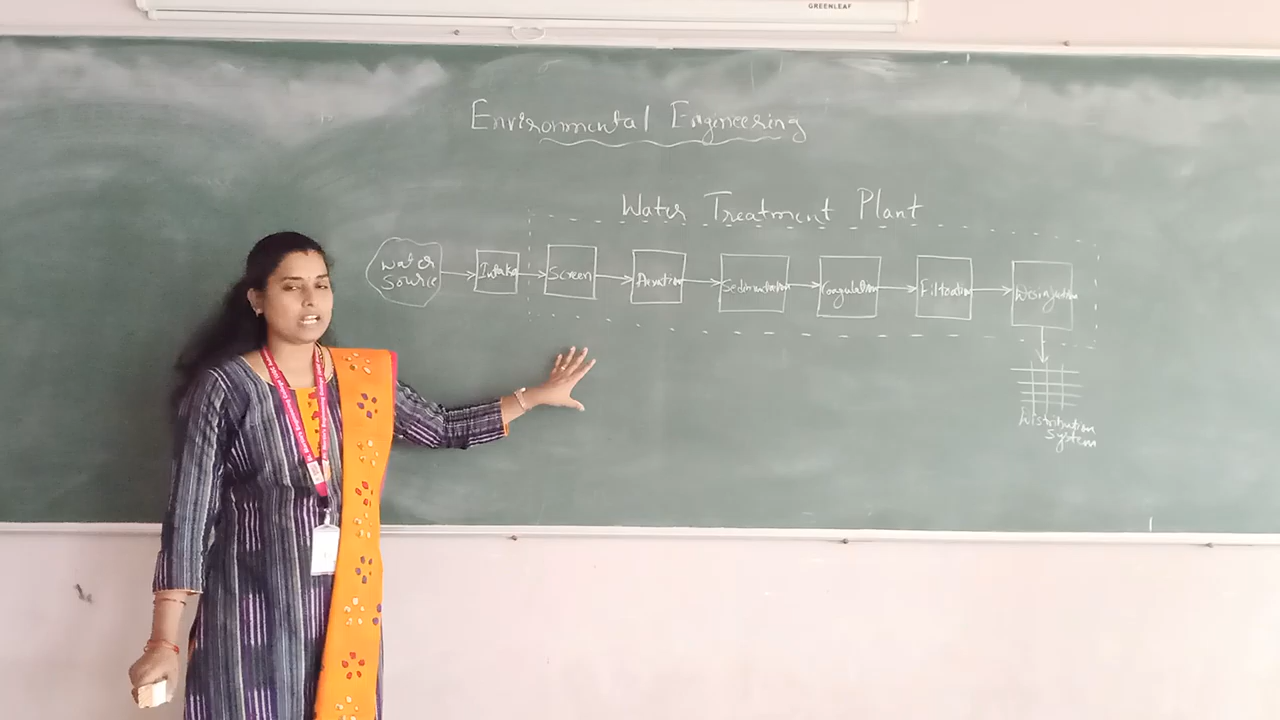 GREENLEAF
Environmental Engineering
Water Treatment Plant
Water
Source
Intake
Screen
Aeration
Sedimentation
Coagulation
Filtration
Disinfection
Distribution
System